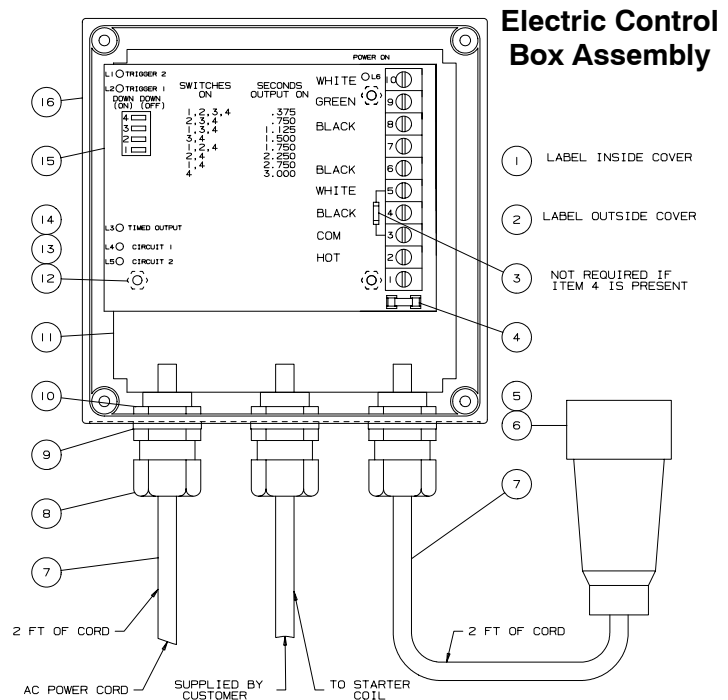 Electric Control
Box Assembly
POWER ON
L1 TRIGGER 2
L2 TRIGGER 1
DOWN DOWN
(ON) (OFF)
4
3
2
1
SWITCHES SECONDS
ON OUTPUT ON
1,2,3,4 .375
2,3,4 .750
1,3,4 1.125
3,4 1.500
1,2,4 1.750
2,4 2.250
1,4 2.750
4 3.000
L3 TIMED OUTPUT
L4 CIRCUIT 1
L5 CIRCUIT 2
WHITE L6 10
GREEN 9
BLACK 8
7
BLACK 6
WHITE 5
BLACK 4
COM 3
HOT 2
1
16
15
14
13
12
11
10
9
8
7
1 LABEL INSIDE COVER
2 LABEL OUTSIDE COVER
3 NOT REQUIRED IF
ITEM 4 IS PRESENT
4
5
6
7
2 FT OF CORD
AC POWER CORD
SUPPLIED BY
CUSTOMER
TO STARTER
COIL
2 FT OF CORD